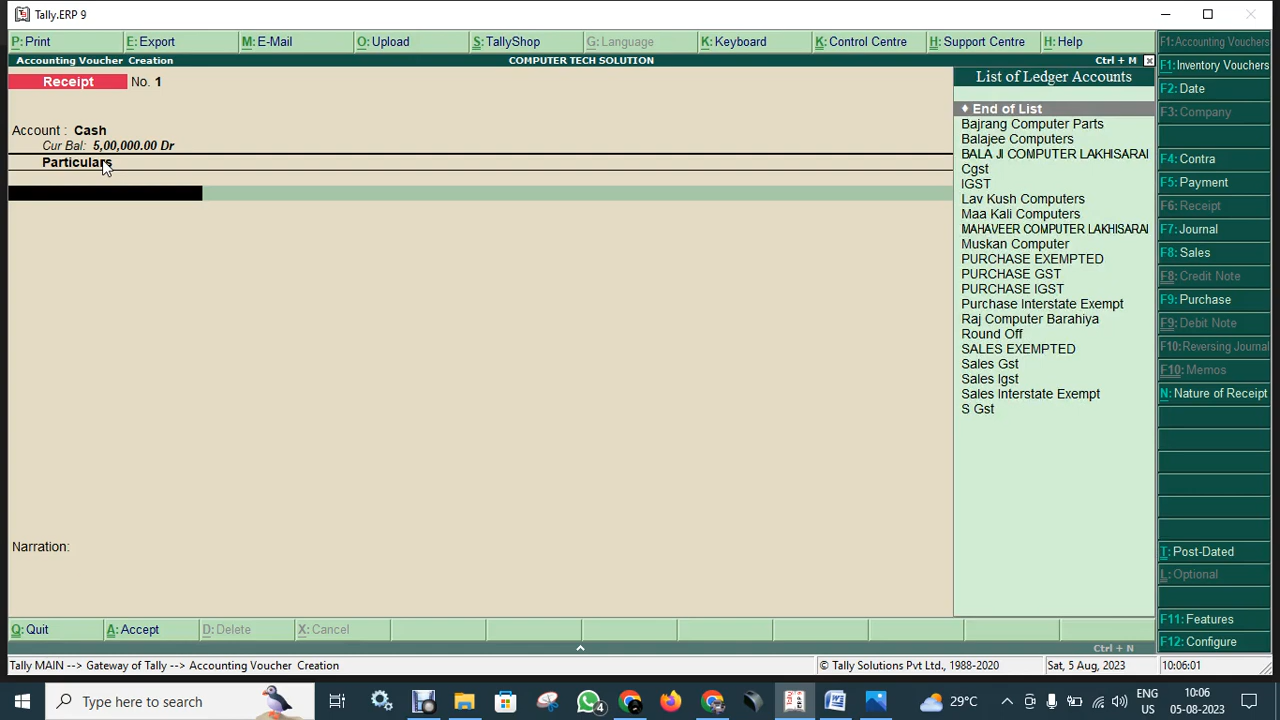 Tally.ERP 9
P: Print E: Export M: E-Mail O: Upload S: TallyShop G: Language K: Keyboard K: Control Centre H: Support Centre H: Help
Accounting Voucher Creation COMPUTER TECH SOLUTION Ctrl + M
Receipt No. 1
Account : Cash
Cur Bal: 5,00,000.00 Dr
Particulars
Narration:
List of Ledger Accounts
♦ End of List
Bajrang Computer Parts
Balajee Computers
BALA JI COMPUTER LAKHISARAI
Cgst
IGST
Lav Kush Computers
Maa Kali Computers
MAHAVEER COMPUTER LAKHISARAI
Muskan Computer
PURCHASE EXEMPTED
PURCHASE GST
PURCHASE IGST
Purchase Interstate Exempt
Raj Computer Barahiya
Round Off
SALES EXEMPTED
Sales Gst
Sales Igst
Sales Interstate Exempt
S Gst
F1: Accounting Vouchers
F1: Inventory Vouchers
F2: Date
F3: Company
F4: Contra
F5: Payment
F6: Receipt
F7: Journal
F8: Sales
F8: Credit Note
F9: Purchase
F9: Debit Note
F10: Reversing Journal
F10: Memos
N: Nature of Receipt
T: Post-Dated
L: Optional
F11: Features
F12: Configure
Q: Quit A: Accept D: Delete X: Cancel
Ctrl + N
Tally MAIN --> Gateway of Tally --> Accounting Voucher Creation © Tally Solutions Pvt Ltd., 1988-2020 Sat, 5 Aug, 2023 10:06:01
Type here to search
4
29°C
ENG
IN
10:06
05-08-2023